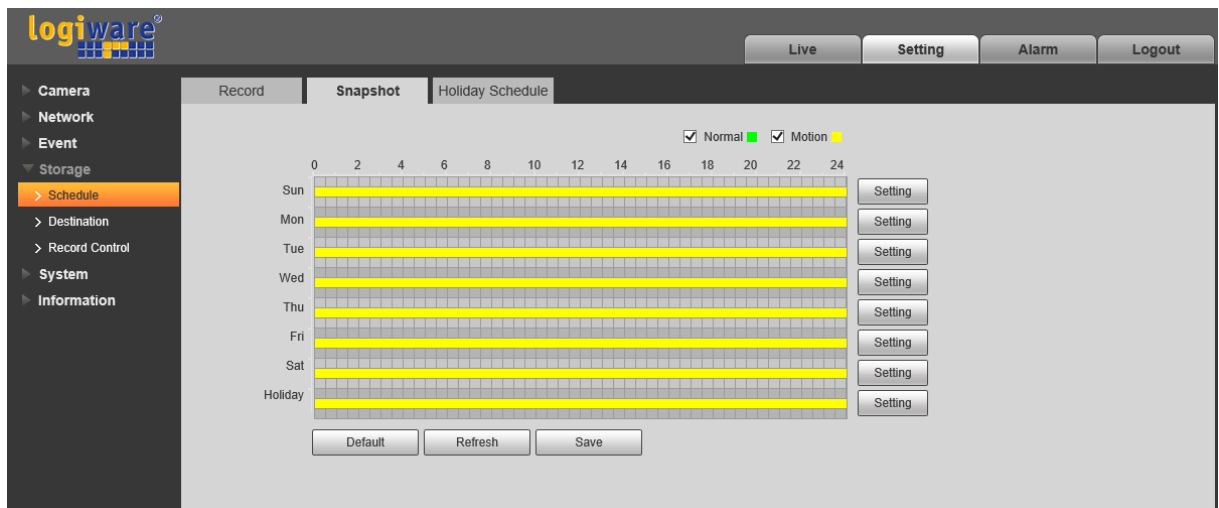 logiware®
Live Setting Alarm Logout
Camera
Network
Event
Storage
Schedule
Destination
Record Control
System
Information
Record Snapshot Holiday Schedule
Normal Motion
0 2 4 6 8 10 12 14 16 18 20 22 24
Sun Setting
Mon Setting
Tue Setting
Wed Setting
Thu Setting
Fri Setting
Sat Setting
Holiday Setting
Default Refresh Save